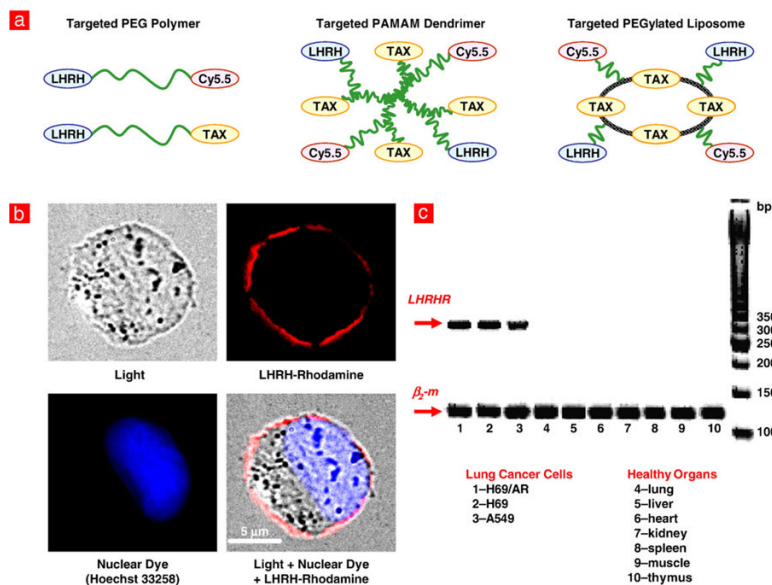 a
Targeted PEG Polymer
Targeted PAMAM Dendrimer
Targeted PEGylated Liposome
LHRH
Cy5.5
LHRH
TAX
LHRH
TAX
Cy5.5
TAX
TAX
Cy5.5
TAX
LHRH
Cy5.5
LHRH
TAX
TAX
TAX
TAX
LHRH
Cy5.5
b
Light
LHRH-Rhodamine
5 µm
Nuclear Dye
(Hoechst 33258)
Light + Nuclear Dye
+ LHRH-Rhodamine
c
bp
LHRHR
350
300
250
200
150
100
β2-m
1 2 3 4 5 6 7 8 9 10
Lung Cancer Cells
1–H69/AR
2–H69
3–A549
Healthy Organs
4–lung
5–liver
6–heart
7–kidney
8–spleen
9–muscle
10–thymus